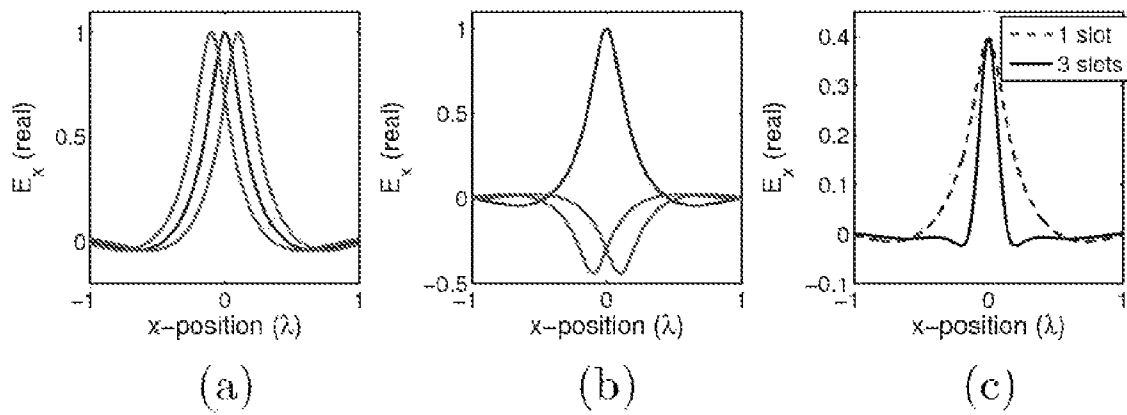 1
0.5
0
-1
0
1
E_x (real)
x-position (λ)
(a)
1
0.5
0
-0.5
-1
0
1
E_x (real)
x-position (λ)
(b)
0.4
0.3
0.2
0.1
0
-0.1
-1
0
1
E_x (real)
x-position (λ)
1 slot
3 slots
(c)